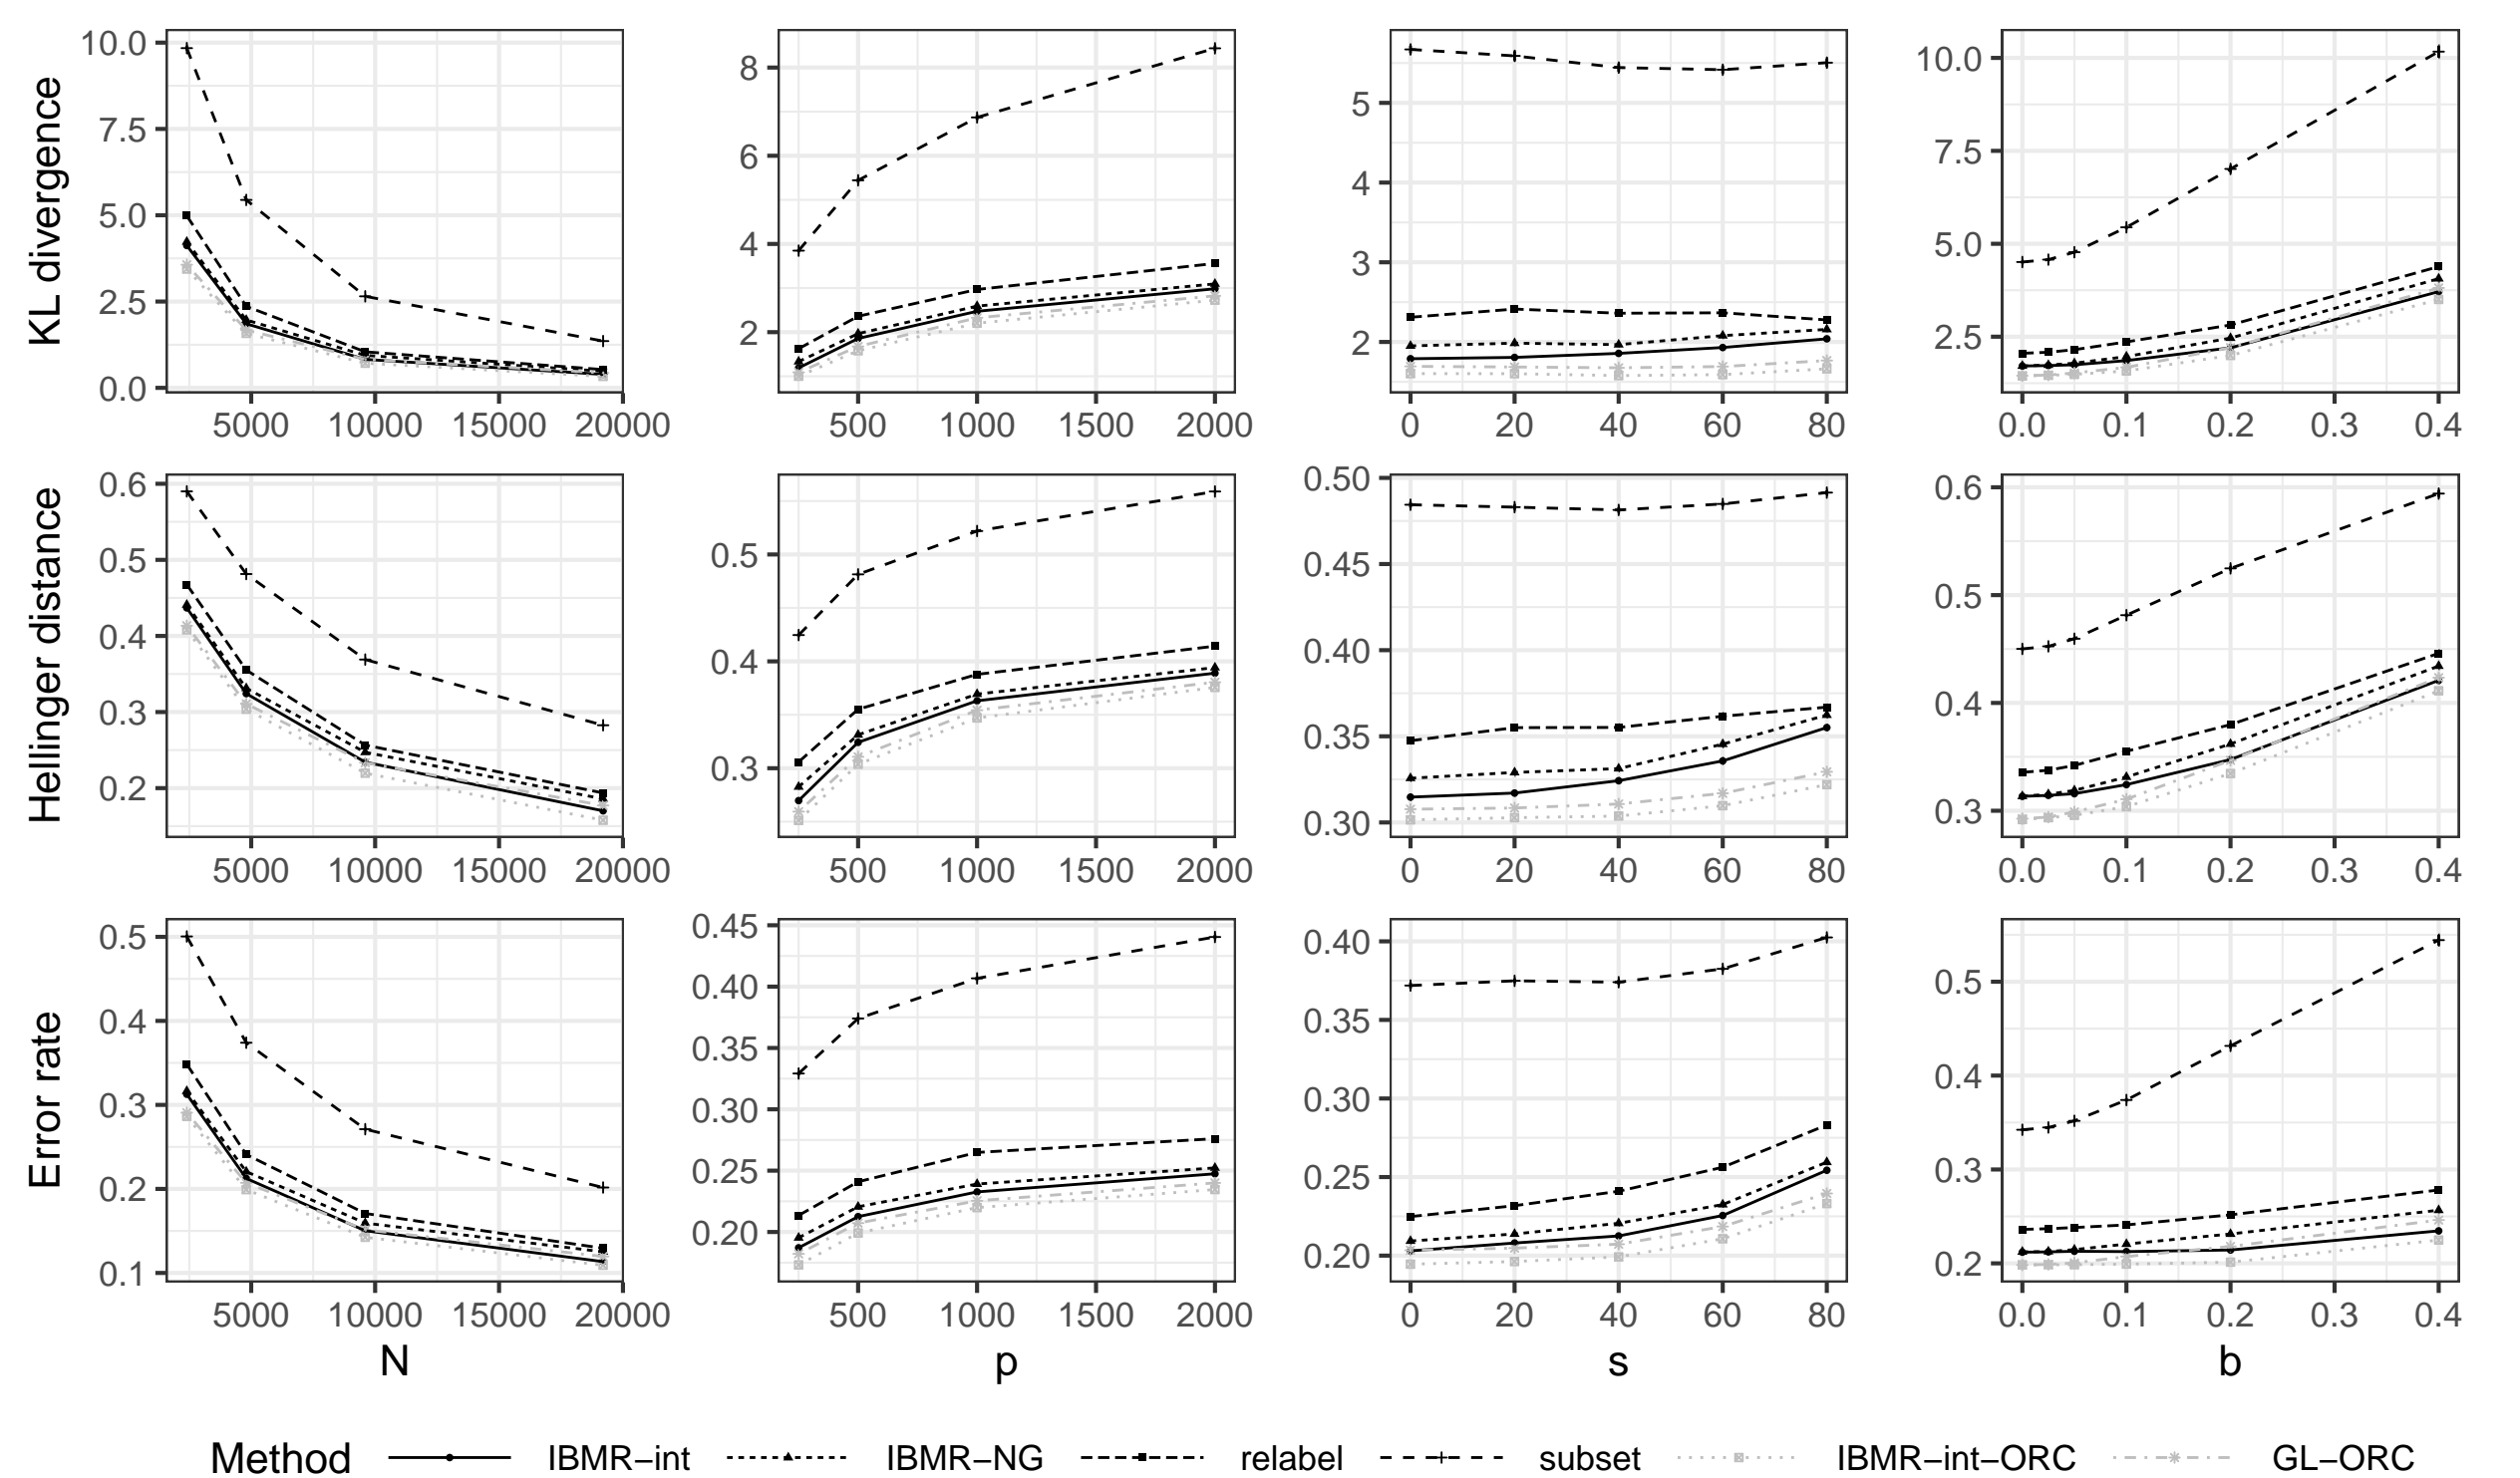 KL divergence
10.0
7.5
5.0
2.5
0.0
5000 10000 15000 20000
8
6
4
2
500 1000 1500 2000
5
4
3
2
0 20 40 60 80
10.0
7.5
5.0
2.5
0.0 0.1 0.2 0.3 0.4
Hellinger distance
0.6
0.5
0.4
0.3
0.2
5000 10000 15000 20000
0.5
0.4
0.3
500 1000 1500 2000
0.50
0.45
0.40
0.35
0.30
0 20 40 60 80
0.6
0.5
0.4
0.3
0.0 0.1 0.2 0.3 0.4
Error rate
0.5
0.4
0.3
0.2
0.1
5000 10000 15000 20000
N
0.45
0.40
0.35
0.30
0.25
0.20
500 1000 1500 2000
p
0.40
0.35
0.30
0.25
0.20
0 20 40 60 80
s
0.5
0.4
0.3
0.2
0.0 0.1 0.2 0.3 0.4
b
Method IBMR−int IBMR−NG relabel subset IBMR−int−ORC GL−ORC